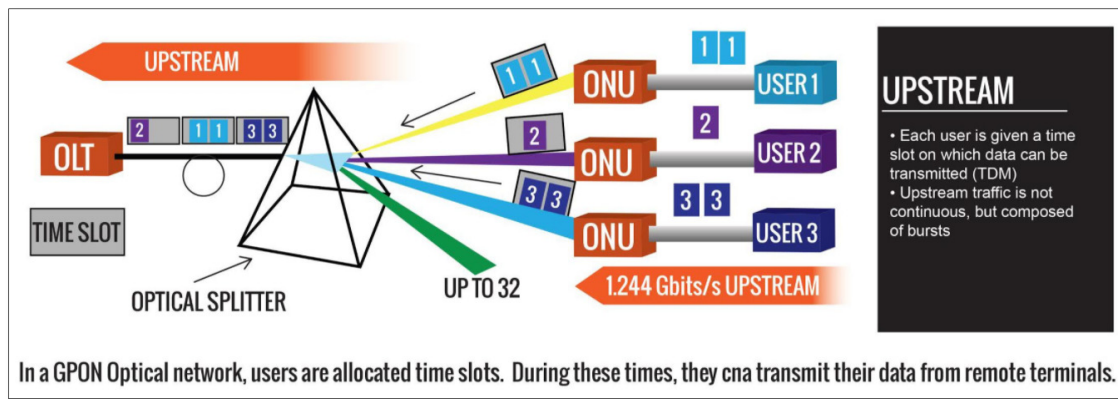 UPSTREAM
1 1
ONU
USER 1
1 1
2
ONU
USER 2
2
3 3
ONU
USER 3
3 3
OLT
2
1 1
3 3
TIME SLOT
OPTICAL SPLITTER
UP TO 32
1.244 Gbits/s UPSTREAM
UPSTREAM
• Each user is given a time
slot on which data can be
transmitted (TDM)
• Upstream traffic is not
continuous, but composed
of bursts
In a GPON Optical network, users are allocated time slots. During these times, they cna transmit their data from remote terminals.